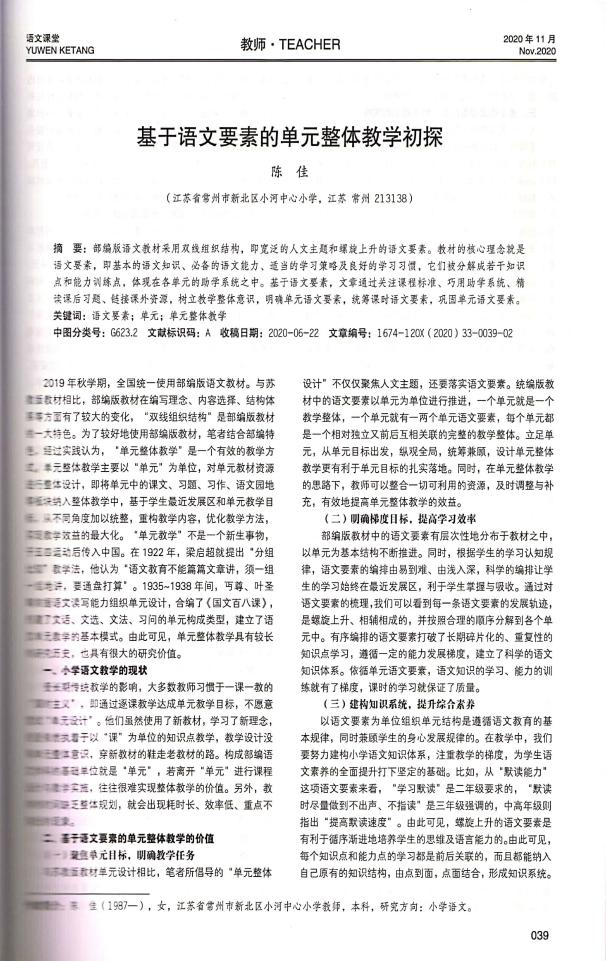 语文课堂
YUWEN KETANG
教师·TEACHER
2020 年 11 月
Nov.2020
基于语文要素的单元整体教学初探
陈 佳
（江苏省常州市新北区小河中心小学，江苏 常州 213138）
摘 要：部编版语文教材采用双线组织结构，即宽泛的人文主题和螺旋上升的语文要素。教材的核心理念就是
语文要素，即基本的语文知识、必备的语文能力、适当的学习策略及良好的学习习惯，它们被分解成若干知识
点和能力训练点，体现在各单元的助学系统之中。基于语文要素，文章通过关注课程标准、巧用助学系统、精
读课后习题、链接课外资源，树立教学整体意识，明确单元语文要素，统筹课时语文要素，巩固单元语文要素。
关键词：语文要素；单元；单元整体教学
中图分类号：G623.2 文献标识码：A 收稿日期：2020-06-22 文章编号：1674-120X（2020）33-0039-02
2019 年秋学期，全国统一使用部编版语文教材。与苏
教材相比，部编版教材在编写理念、内容选择、结构体
方面有了较大的变化，“双线组织结构”是部编版教材
大特色。为了较好地使用部编版教材，笔者结合部编特
经过实践认为，“单元整体教学”是一个有效的教学方
单元整体教学主要以“单元”为单位，对单元教材资源
整体设计，即将单元中的课文、习题、习作、语文园地
纳入整体教学中，基于学生最近发展区和单元教学目
不同角度加以统整，重构教学内容，优化教学方法，
教学效益的最大化。“单元教学”不是一个新生事物，
运动后传入中国。在 1922 年，梁启超就提出“分组
教学法，他认为“语文教育不能篇篇文章讲，须一组
讲，要通盘打算”。1935~1938 年间，丏尊、叶圣
语文读写能力组织单元设计，合编了《国文百八课》，
文话、文选、文法、习问的单元构成类型，建立了语
教学的基本模式。由此可见，单元整体教学具有较长
历史，也具有很大的研究价值。
一、小学语文教学的现状
传统教学的影响，大多数教师习惯于一课一教的
”，即通过逐课教学达成单元教学目标，不愿意
“单元设计”。他们虽然使用了新教材，学习了新理念，
着于以“课”为单位的知识点教学，教学设计没
意识，穿新教材的鞋走老教材的路。构成部编语
基础单位就是“单元”，若离开“单元”进行课程
实施，往往很难实现整体教学的价值。另外，教
整体规划，就会出现耗时长、效率低、重点不
二、基于语文要素的单元整体教学的价值
（一）聚焦单元目标，明确教学任务
教材单元设计相比，笔者所倡导的“单元整体
设计”不仅仅聚焦人文主题，还要落实语文要素。统编版教
材中的语文要素以单元为单位进行推进，一个单元就是一个
教学整体，一个单元就有一两个单元语文要素，每个单元都
是一个相对独立又前后互相关联的完整的教学整体。立足单
元，从单元目标出发，纵观全局，统筹兼顾，设计单元整体
教学更有利于单元目标的扎实落地。同时，在单元整体教学
的思路下，教师可以整合一切可利用的资源，及时调整与补
充，有效地提高单元整体教学的效益。
（二）明确梯度目标，提高学习效率
部编版教材中的语文要素有层次性地分布于教材之中，
以单元为基本结构不断推进。同时，根据学生的学习认知规
律，语文要素的编排由易到难、由浅入深，科学的编排让学
生的学习始终在最近发展区，利于学生掌握与吸收。通过对
语文要素的梳理,我们可以看到每一条语文要素的发展轨迹，
是螺旋上升、相辅相成的，并按照合理的顺序分解到各个单
元中。有序编排的语文要素打破了长期碎片化的、重复性的
知识点学习，遵循一定的能力发展梯度，建立了科学的语文
知识体系。依循单元语文要素，语文知识的学习、能力的训
练就有了梯度，课时的学习就保证了质量。
（三）建构知识系统，提升综合素养
以语文要素为单位组织单元结构是遵循语文教育的基
本规律，同时兼顾学生的身心发展规律的。在教学中，我们
要努力建构小学语文知识体系，注重教学的梯度，为学生语
文素养的全面提升打下坚定的基础。比如，从“默读能力”
这项语文要素来看，“学习默读”是二年级要求的，“默读
时尽量做到不出声、不指读”是三年级强调的，中高年级则
指出“提高默读速度”。由此可见，螺旋上升的语文要素是
有利于循序渐进地培养学生的思维及语言能力的。由此可见，
每个知识点和能力点的学习都是前后关联的，而且都能纳入
自己原有的知识结构，由点到面，点面结合，形成知识系统。
陈 佳（1987—），女，江苏省常州市新北区小河中心小学教师，本科，研究方向：小学语文。
039